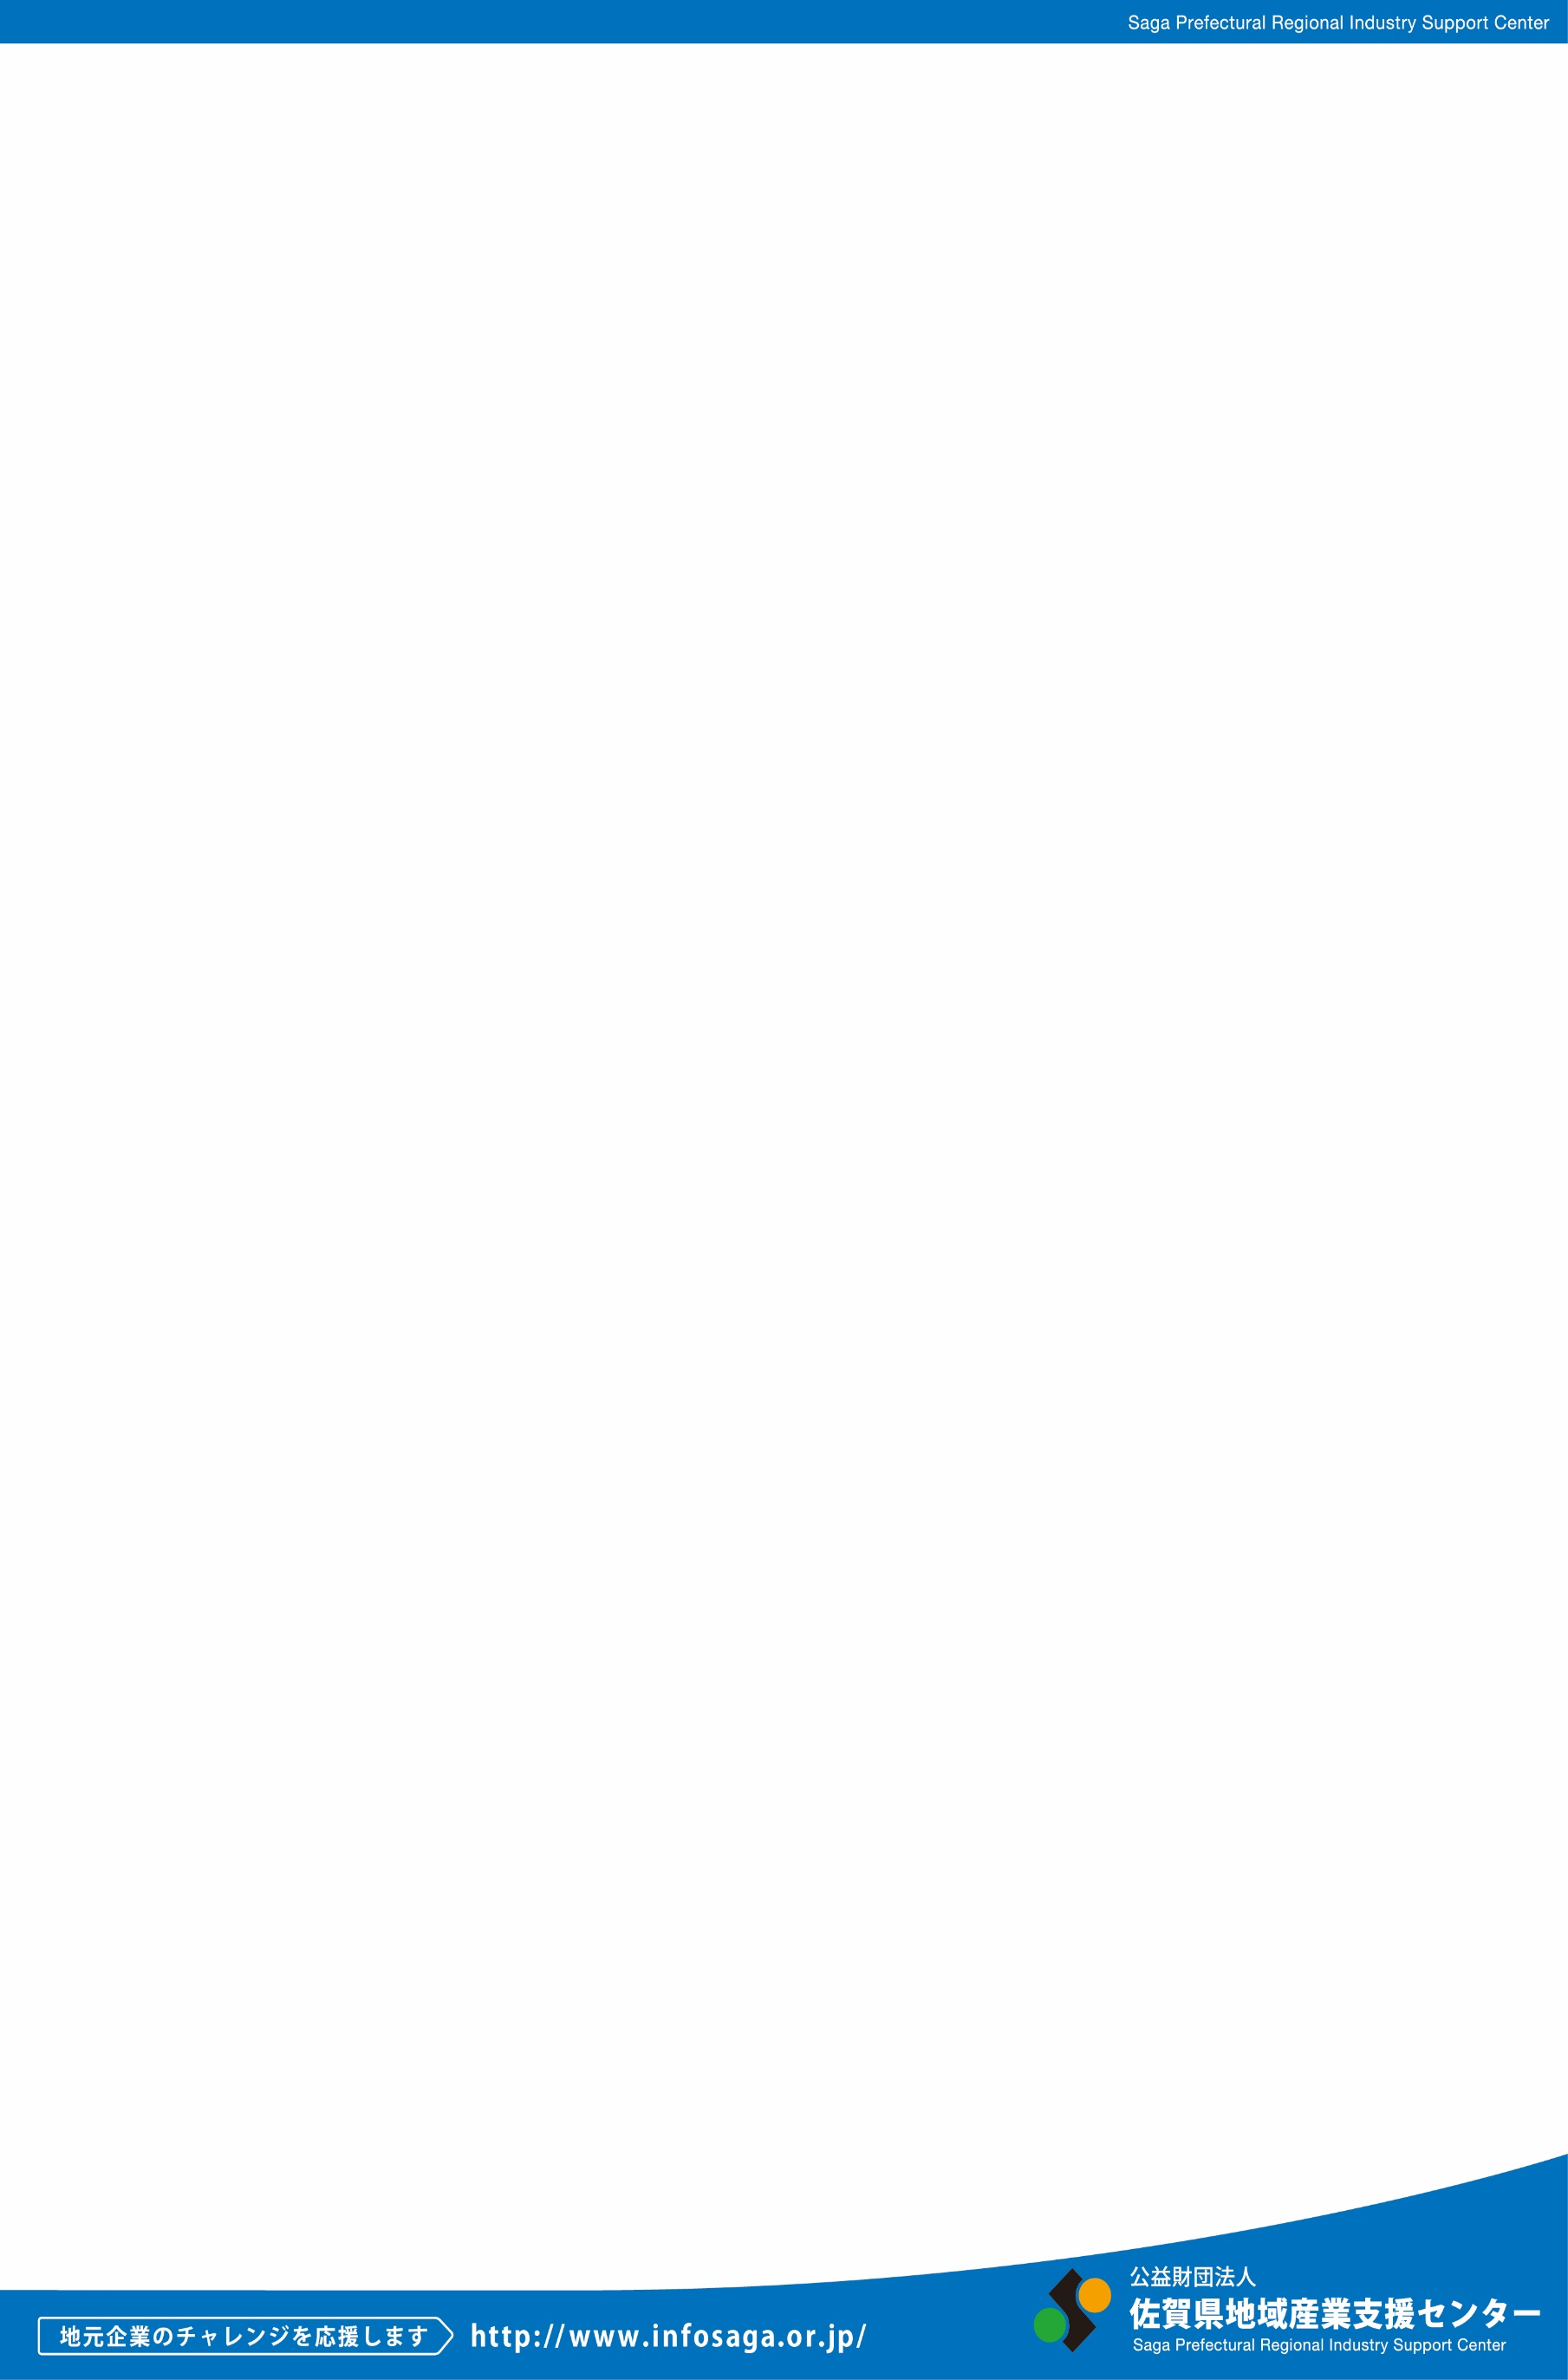 Saga Prefectural Regional Industry Support Center
公益財団法人
佐賀県地域産業支援センター
Saga Prefectural Regional Industry Support Center
地元企業のチャレンジを応援します
http://www.infosaga.or.jp/